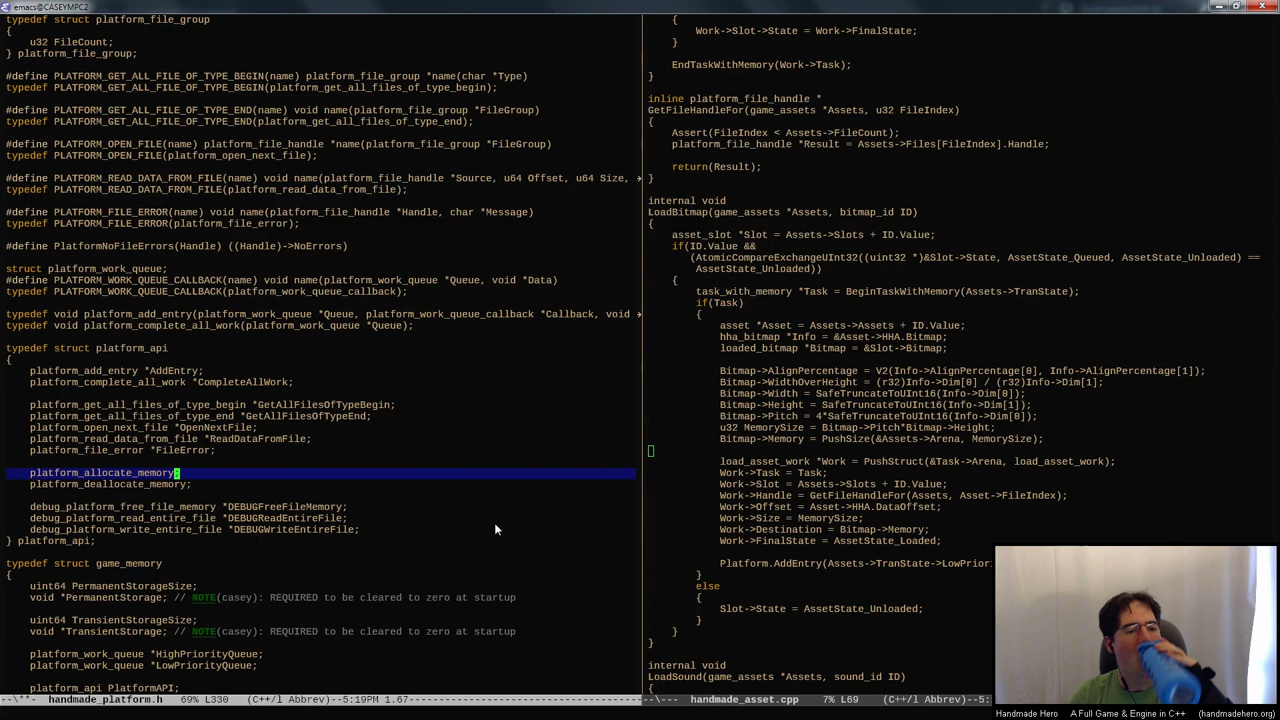 emacs@CASEYMPC2
typedef struct platform_file_group
{
    u32 FileCount;
} platform_file_group;

#define PLATFORM_GET_ALL_FILE_OF_TYPE_BEGIN(name) platform_file_group *name(char *Type)
typedef PLATFORM_GET_ALL_FILE_OF_TYPE_BEGIN(platform_get_all_files_of_type_begin);

#define PLATFORM_GET_ALL_FILE_OF_TYPE_END(name) void name(platform_file_group *FileGroup)
typedef PLATFORM_GET_ALL_FILE_OF_TYPE_END(platform_get_all_files_of_type_end);

#define PLATFORM_OPEN_FILE(name) platform_file_handle *name(platform_file_group *FileGroup)
typedef PLATFORM_OPEN_FILE(platform_open_next_file);

#define PLATFORM_READ_DATA_FROM_FILE(name) void name(platform_file_handle *Source, u64 Offset, u64 Size,
typedef PLATFORM_READ_DATA_FROM_FILE(platform_read_data_from_file);

#define PLATFORM_FILE_ERROR(name) void name(platform_file_handle *Handle, char *Message)
typedef PLATFORM_FILE_ERROR(platform_file_error);

#define PlatformNoFileErrors(Handle) ((Handle)->NoErrors)

struct platform_work_queue;
#define PLATFORM_WORK_QUEUE_CALLBACK(name) void name(platform_work_queue *Queue, void *Data)
typedef PLATFORM_WORK_QUEUE_CALLBACK(platform_work_queue_callback);

typedef void platform_add_entry(platform_work_queue *Queue, platform_work_queue_callback *Callback, void
typedef void platform_complete_all_work(platform_work_queue *Queue);

typedef struct platform_api
{
    platform_add_entry *AddEntry;
    platform_complete_all_work *CompleteAllWork;

    platform_get_all_files_of_type_begin *GetAllFilesOfTypeBegin;
    platform_get_all_files_of_type_end *GetAllFilesOfTypeEnd;
    platform_open_next_file *OpenNextFile;
    platform_read_data_from_file *ReadDataFromFile;
    platform_file_error *FileError;

    platform_allocate_memory;
    platform_deallocate_memory;

    debug_platform_free_file_memory *DEBUGFreeFileMemory;
    debug_platform_read_entire_file *DEBUGReadEntireFile;
    debug_platform_write_entire_file *DEBUGWriteEntireFile;
} platform_api;

typedef struct game_memory
{
    uint64 PermanentStorageSize;
    void *PermanentStorage; // NOTE(casey): REQUIRED to be cleared to zero at startup

    uint64 TransientStorageSize;
    void *TransientStorage; // NOTE(casey): REQUIRED to be cleared to zero at startup

    platform_work_queue *HighPriorityQueue;
    platform_work_queue *LowPriorityQueue;

    platform_api PlatformAPI;
--\**- handmade_platform.h 69% L330 (C++/l Abbrev)--5:19PM 1.67
        {
            Work->Slot->State = Work->FinalState;
        }

    EndTaskWithMemory(Work->Task);
}

inline platform_file_handle *
GetFileHandleFor(game_assets *Assets, u32 FileIndex)
{
    Assert(FileIndex < Assets->FileCount);
    platform_file_handle *Result = Assets->Files[FileIndex].Handle;

    return(Result);
}

internal void
LoadBitmap(game_assets *Assets, bitmap_id ID)
{
    asset_slot *Slot = Assets->Slots + ID.Value;
    if(ID.Value &&
       (AtomicCompareExchangeUInt32((uint32 *)&Slot->State, AssetState_Queued, AssetState_Unloaded) ==
        AssetState_Unloaded))
    {
        task_with_memory *Task = BeginTaskWithMemory(Assets->TranState);
        if(Task)
        {
            asset *Asset = Assets->Assets + ID.Value;
            hha_bitmap *Info = &Asset->HHA.Bitmap;
            loaded_bitmap *Bitmap = &Slot->Bitmap;

            Bitmap->AlignPercentage = V2(Info->AlignPercentage[0], Info->AlignPercentage[1]);
            Bitmap->WidthOverHeight = (r32)Info->Dim[0] / (r32)Info->Dim[1];
            Bitmap->Width = SafeTruncateToUInt16(Info->Dim[0]);
            Bitmap->Height = SafeTruncateToUInt16(Info->Dim[1]);
            Bitmap->Pitch = 4*SafeTruncateToUInt16(Info->Dim[0]);
            u32 MemorySize = Bitmap->Pitch*Bitmap->Height;
            Bitmap->Memory = PushSize(&Assets->Arena, MemorySize);

            load_asset_work *Work = PushStruct(&Task->Arena, load_asset_work);
            Work->Task = Task;
            Work->Slot = Assets->Slots + ID.Value;
            Work->Handle = GetFileHandleFor(Assets, Asset->FileIndex);
            Work->Offset = Asset->HHA.DataOffset;
            Work->Size = MemorySize;
            Work->Destination = Bitmap->Memory;
            Work->FinalState = AssetState_Loaded;

            Platform.AddEntry(Assets->TranState->LowPriori
        }
        else
        {
            Slot->State = AssetState_Unloaded;
        }
    }
}

internal void
LoadSound(game_assets *Assets, sound_id ID)
{
--\--- handmade_asset.cpp 7% L69 (C++/l Abbrev)--5:1
Handmade Hero A Full Game & Engine in C++ (handmadehero.org)